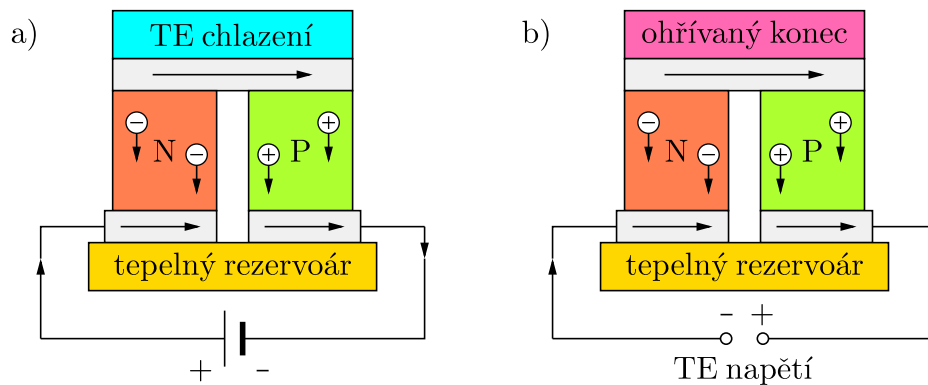 a)
TE chlazení
N
P
tepelný rezervoár
+ -
b)
ohřívaný konec
N
P
tepelný rezervoár
- +
TE napětí